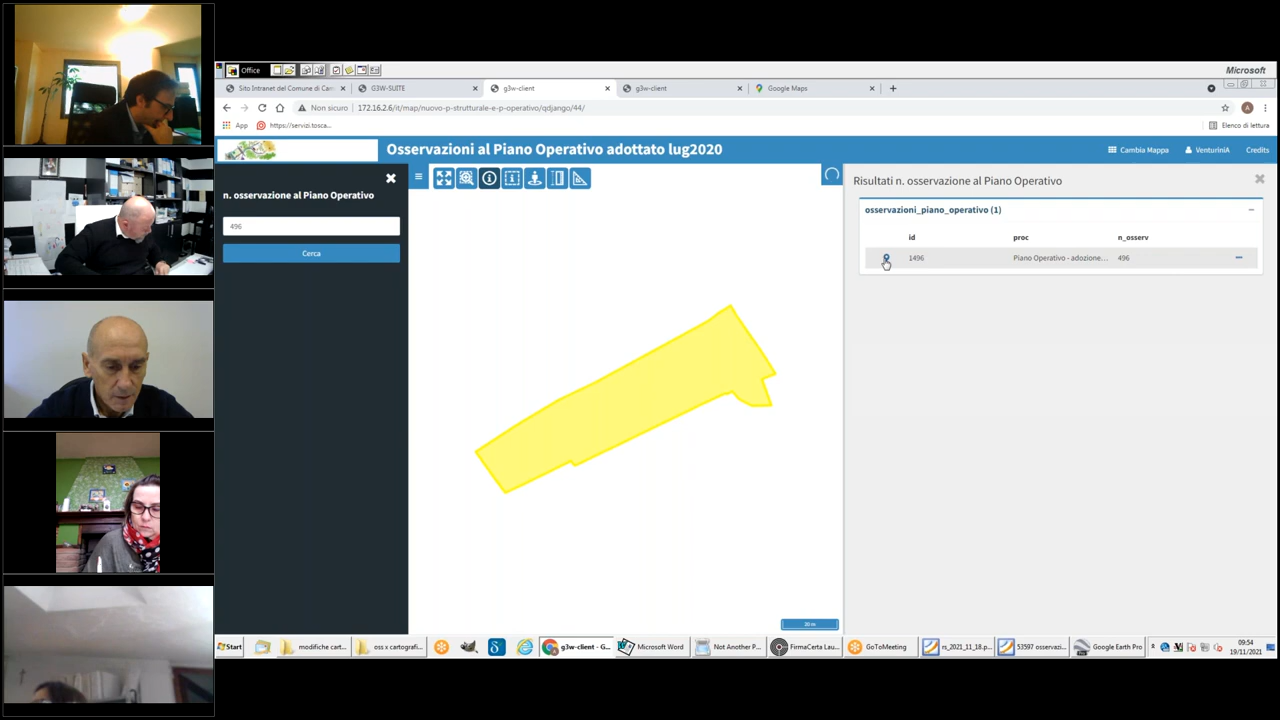 Office
Microsoft
Sito Intranet del Comune di Cam
G3W-SUITE
g3w-client
g3w-client
Google Maps
Non sicuro
172.16.2.6/it/map/nuovo-p-strutturale-e-p-operativo/qdjango/44/
A
App
https://servizi.tosca...
Elenco di lettura
Osservazioni al Piano Operativo adottato lug2020
Cambia Mappa
VenturiniA
Credits
n. osservazione al Piano Operativo
496
Cerca
Risultati n. osservazione al Piano Operativo
osservazioni_piano_operativo (1)
id
proc
n_osserv
1496
Piano Operativo - adozione...
496
20 m
Start
modifiche cart...
oss x cartografi...
g3w-client - G...
Microsoft Word
Not Another P...
FirmaCerta Lau...
GoToMeeting
rs_2021_11_18.p...
53597 osservazi...
Google Earth Pro
09:54
19/11/2021